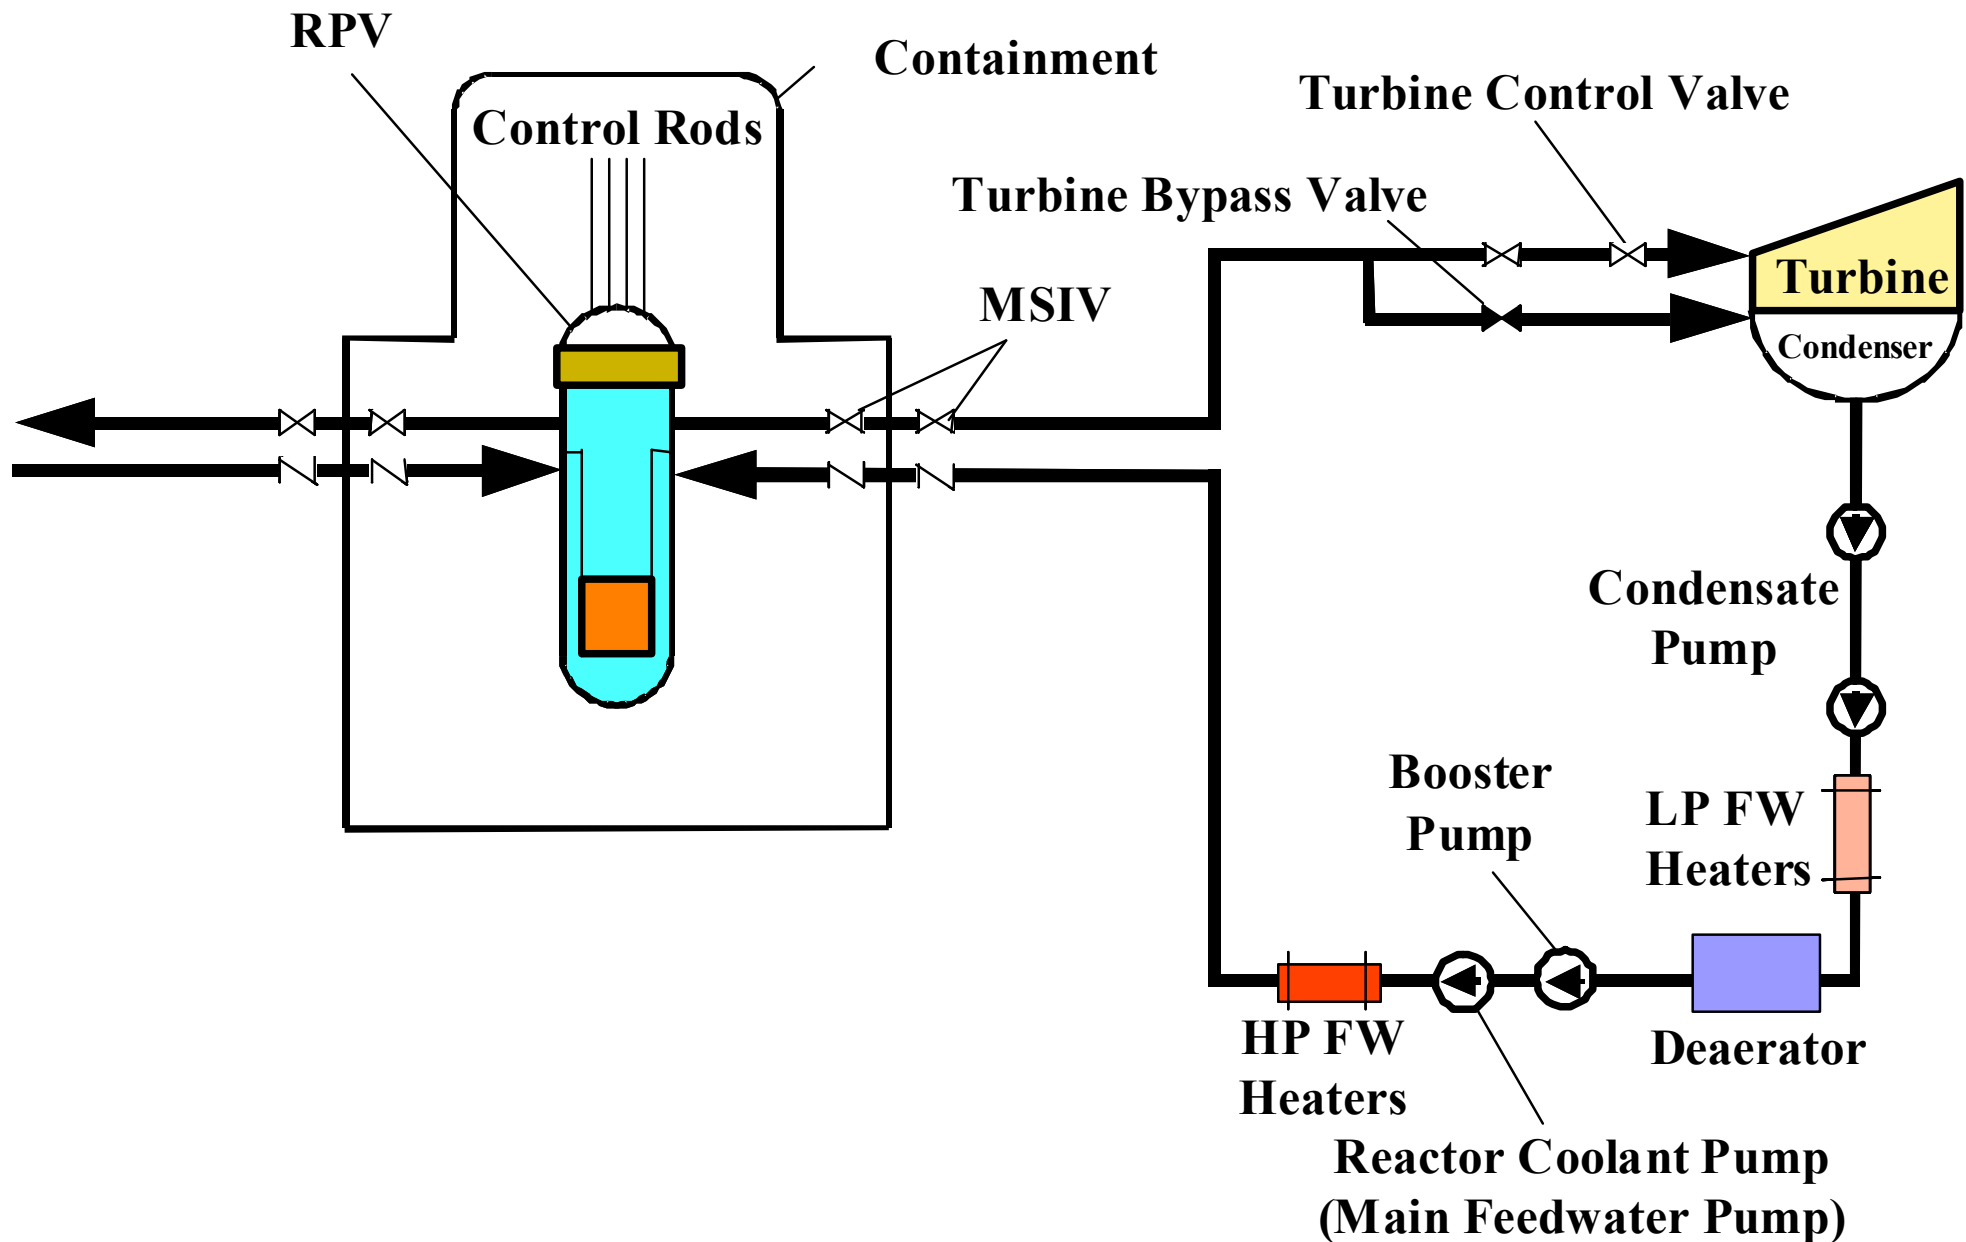 RPV
Containment
Control Rods
Turbine Control Valve
Turbine Bypass Valve
MSIV
Turbine
Condenser
Condensate
Pump
Booster
Pump
LP FW
Heaters
HP FW
Heaters
Deaerator
Reactor Coolant Pump
(Main Feedwater Pump)